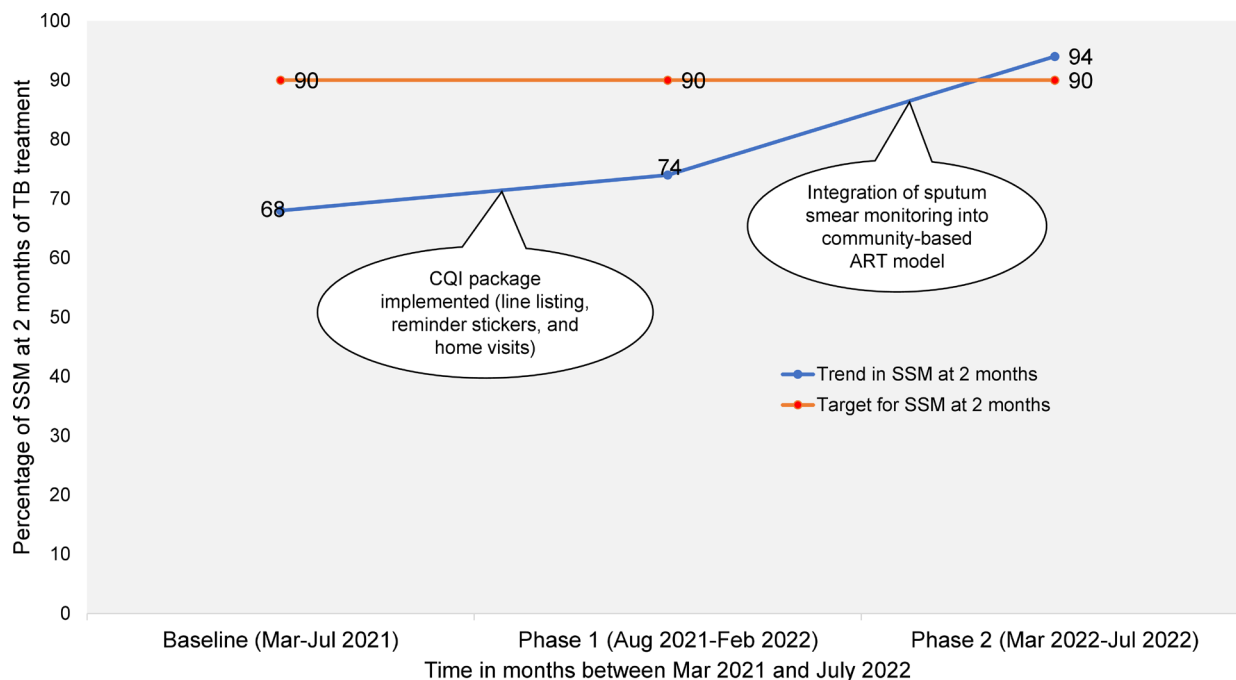 Percentage of SSM at 2 months of TB treatment
100
90
80
70
60
50
40
30
20
10
0
90
90
90
94
68
74
CQI package
implemented (line listing,
reminder stickers, and
home visits)
Integration of sputum
smear monitoring into
community-based
ART model
Trend in SSM at 2 months
Target for SSM at 2 months
Baseline (Mar-Jul 2021)
Phase 1 (Aug 2021-Feb 2022)
Phase 2 (Mar 2022-Jul 2022)
Time in months between Mar 2021 and July 2022